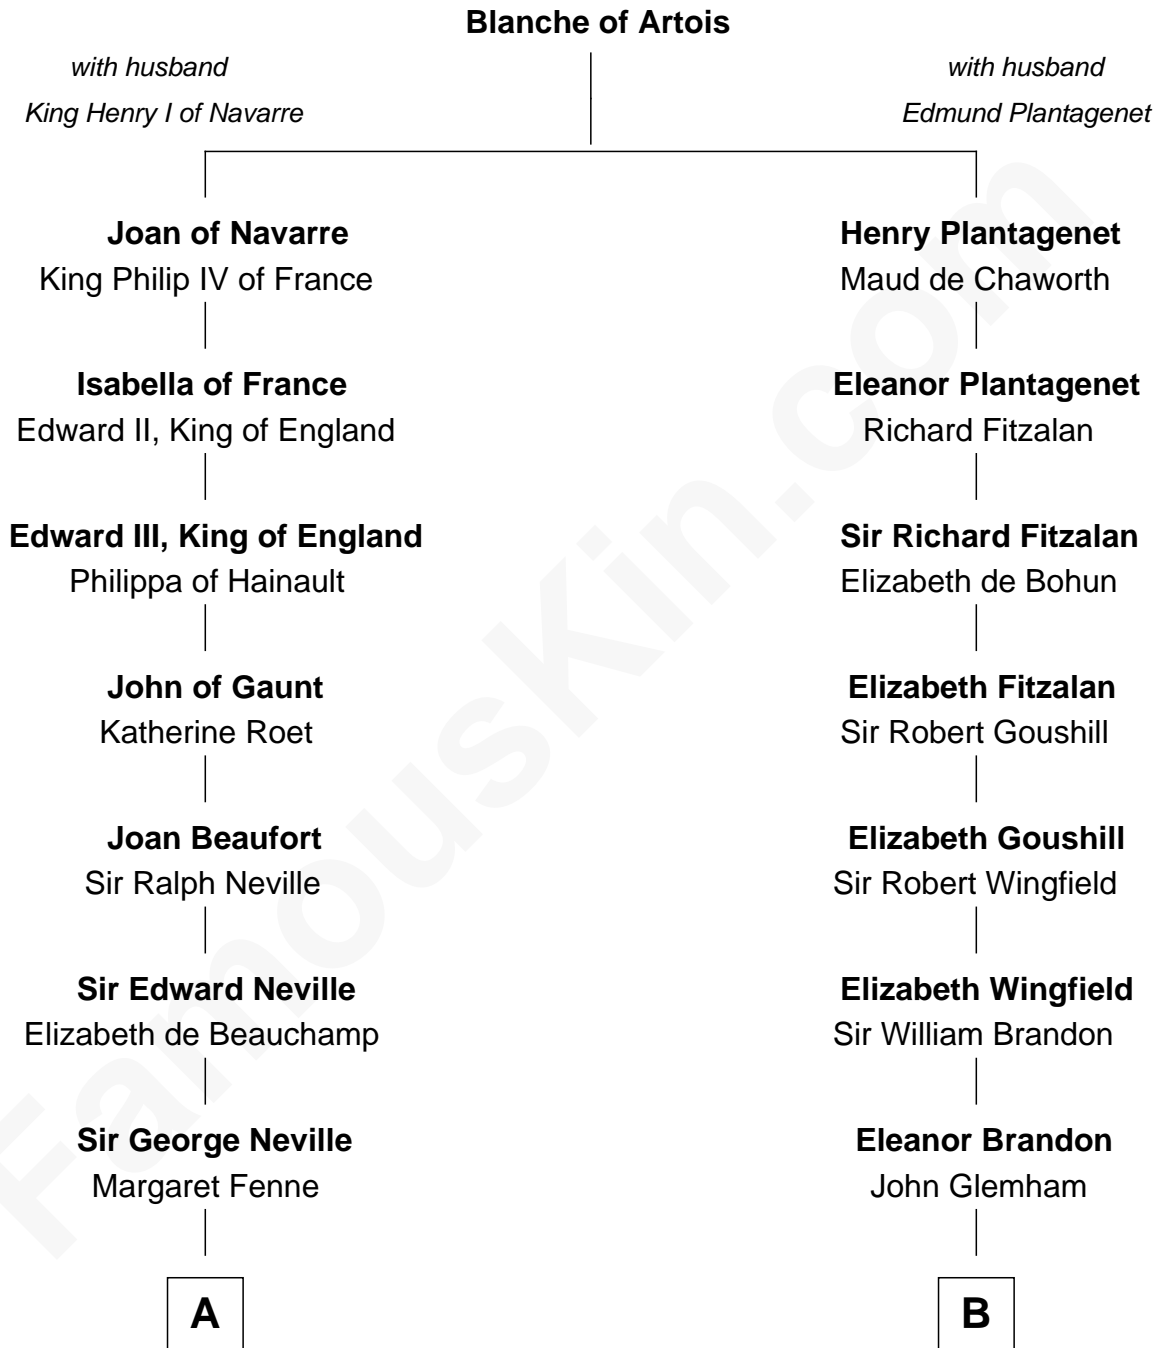 Blanche of Artois
with husband
King Henry I of Navarre
with husband
Edmund Plantagenet
Joan of Navarre
King Philip IV of France
Henry Plantagenet
Maud de Chaworth
Isabella of France
Edward II, King of England
Eleanor Plantagenet
Richard Fitzalan
Edward III, King of England
Philippa of Hainault
Sir Richard Fitzalan
Elizabeth de Bohun
John of Gaunt
Katherine Roet
Elizabeth Fitzalan
Sir Robert Goushill
Joan Beaufort
Sir Ralph Neville
Elizabeth Goushill
Sir Robert Wingfield
Sir Edward Neville
Elizabeth de Beauchamp
Elizabeth Wingfield
Sir William Brandon
Sir George Neville
Margaret Fenne
Eleanor Brandon
John Glemham
A
B
FamousKin.com